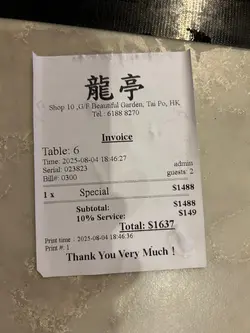 龍亭
Shop 10 ,G/F Beautiful Garden, Tai Po, HK
Tel : 6188 8270
Invoice
Table: 6
Time: 2025-08-04 18:46:27 admin
Serial: 023823 guests: 2
Bill#: 0300
1 x Special $1488
Subtotal: $1488
10% Service: $149
Total: $1637
Print time : 2025-08-04 18:46:36
Print #: 1
Thank You Very Much !